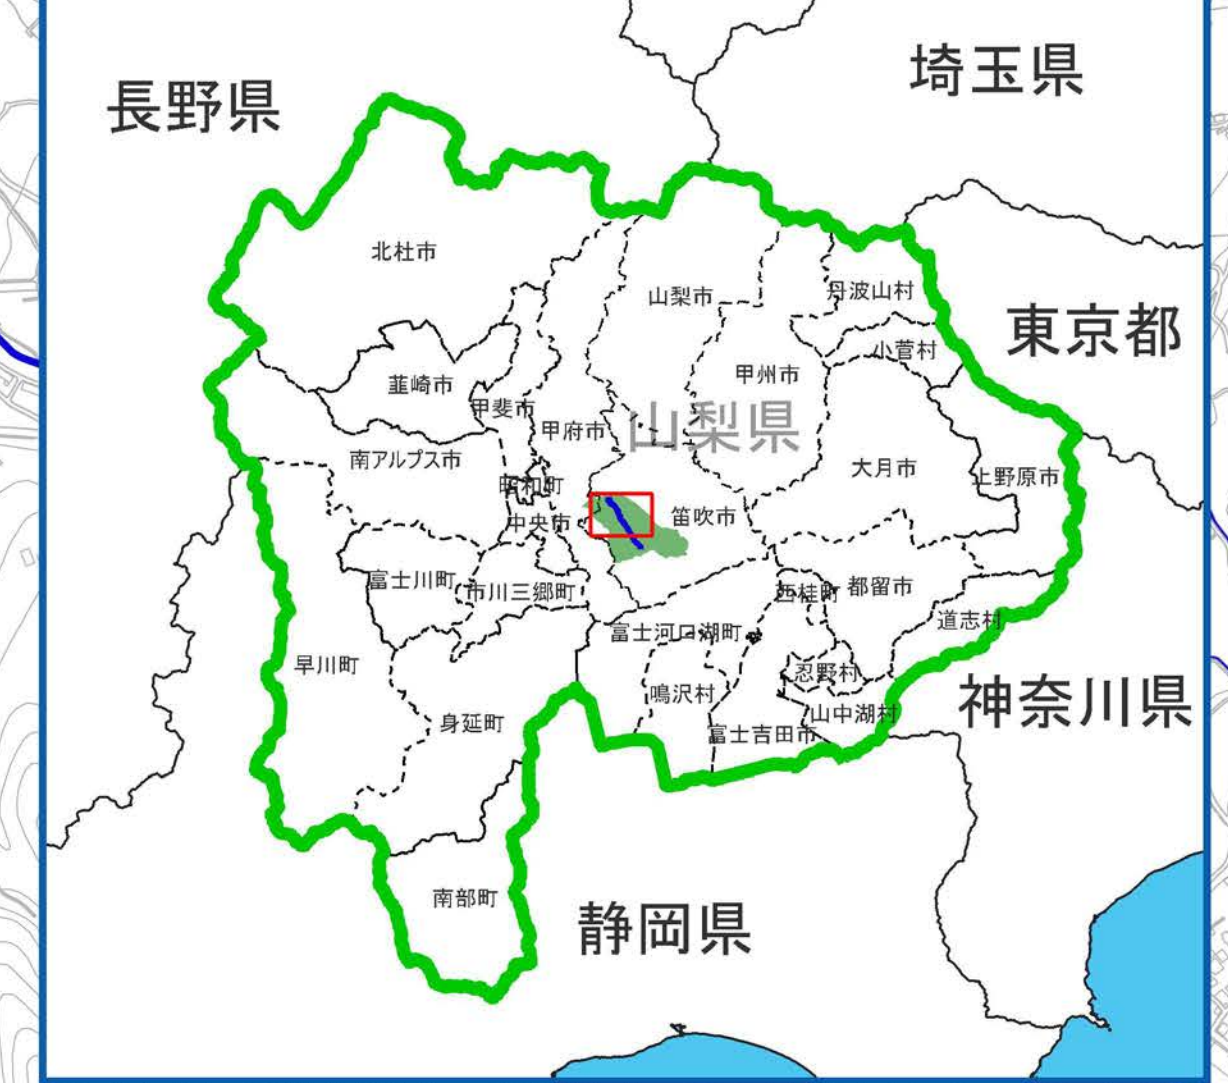 埼玉県
長野県
北杜市
山梨市
丹波山村
東京都
小菅村
甲州市
韮崎市
甲斐市
甲府市
山梨県
南アルプス市
大月市
上野原市
昭和町
中央市
笛吹市
富士川町
市川三郷町
西桂町
都留市
道志村
富士河口湖町
早川町
忍野村
鳴沢村
神奈川県
山中湖村
身延町
富士吉田市
南部町
静岡県